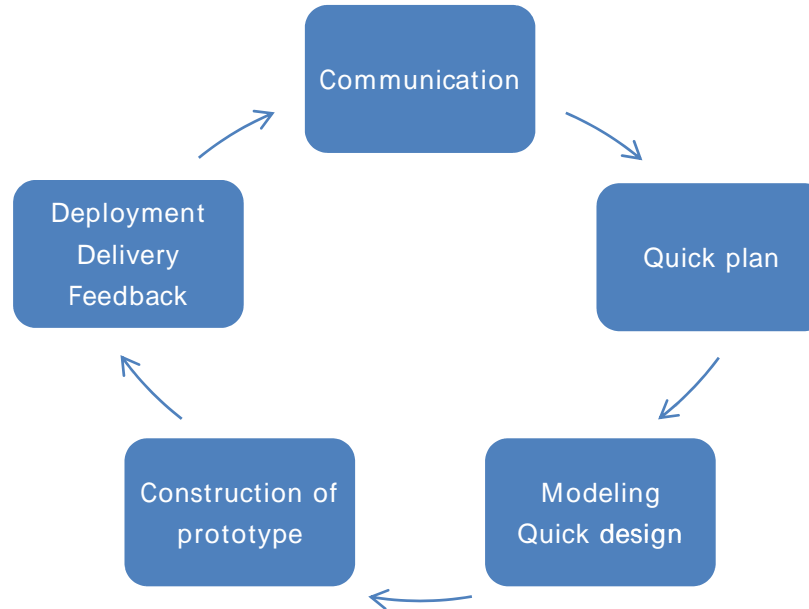 Communication
Quick plan
Modeling
Quick design
Construction of
prototype
Deployment
Delivery
Feedback